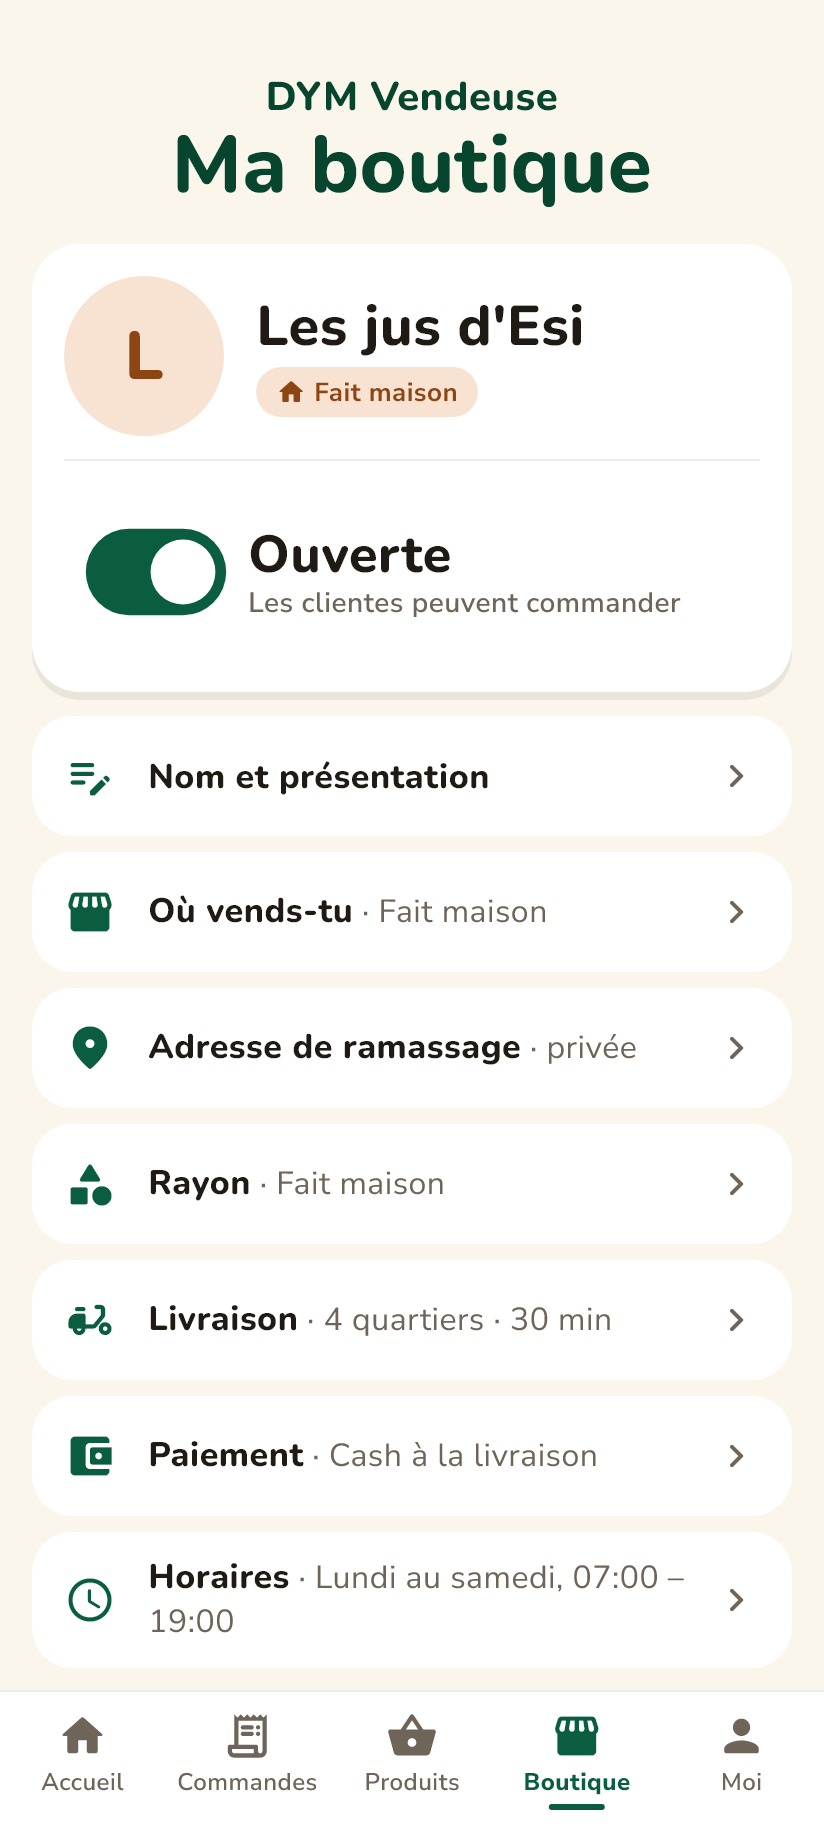 DYM Vendeuse
Ma boutique
L
Les jus d'Esi
Fait maison
Ouverte
Les clientes peuvent commander
Nom et présentation
Où vends-tu · Fait maison
Adresse de ramassage · privée
Rayon · Fait maison
Livraison · 4 quartiers · 30 min
Paiement · Cash à la livraison
Horaires · Lundi au samedi, 07:00 –
19:00
Accueil Commandes Produits Boutique Moi